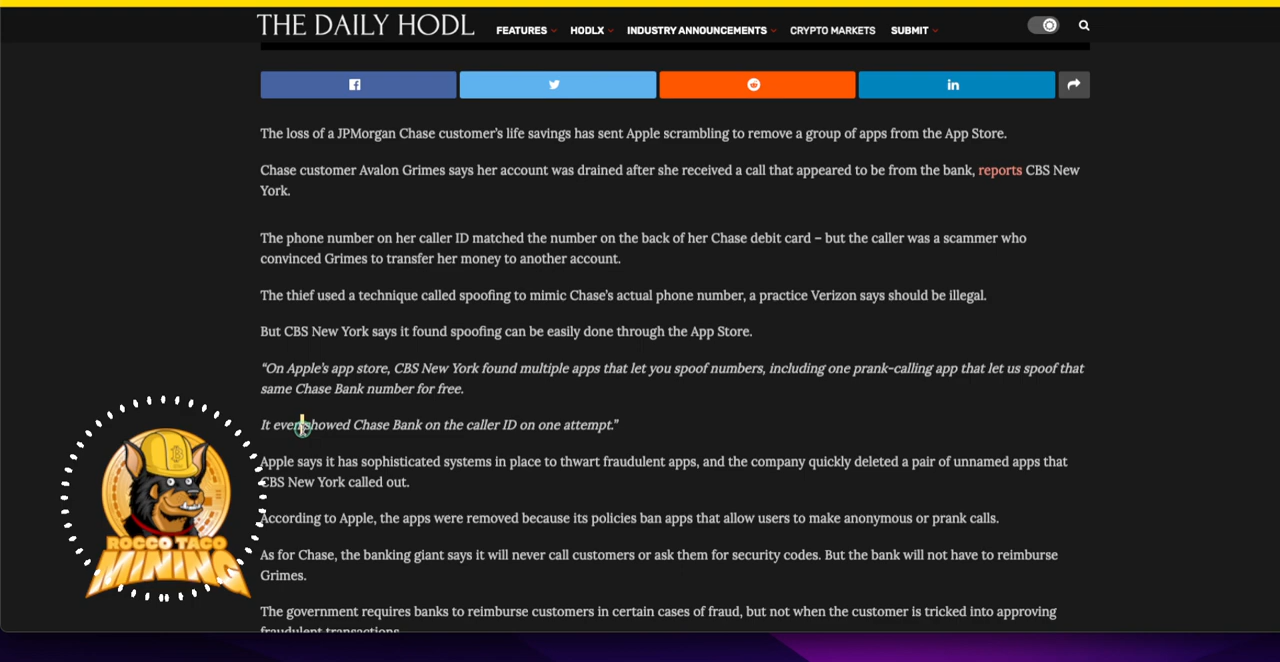 THE DAILY HODL
FEATURES HODLX INDUSTRY ANNOUNCEMENTS CRYPTO MARKETS SUBMIT
The loss of a JPMorgan Chase customer’s life savings has sent Apple scrambling to remove a group of apps from the App Store.
Chase customer Avalon Grimes says her account was drained after she received a call that appeared to be from the bank, reports CBS New
York.
The phone number on her caller ID matched the number on the back of her Chase debit card – but the caller was a scammer who
convinced Grimes to transfer her money to another account.
The thief used a technique called spoofing to mimic Chase’s actual phone number, a practice Verizon says should be illegal.
But CBS New York says it found spoofing can be easily done through the App Store.
“On Apple’s app store, CBS New York found multiple apps that let you spoof numbers, including one prank-calling app that let us spoof that
same Chase Bank number for free.
It even showed Chase Bank on the caller ID on one attempt.”
Apple says it has sophisticated systems in place to thwart fraudulent apps, and the company quickly deleted a pair of unnamed apps that
CBS New York called out.
According to Apple, the apps were removed because its policies ban apps that allow users to make anonymous or prank calls.
As for Chase, the banking giant says it will never call customers or ask them for security codes. But the bank will not have to reimburse
Grimes.
The government requires banks to reimburse customers in certain cases of fraud, but not when the customer is tricked into approving
fraudulent transactions.
ROCCO TACO
MINING